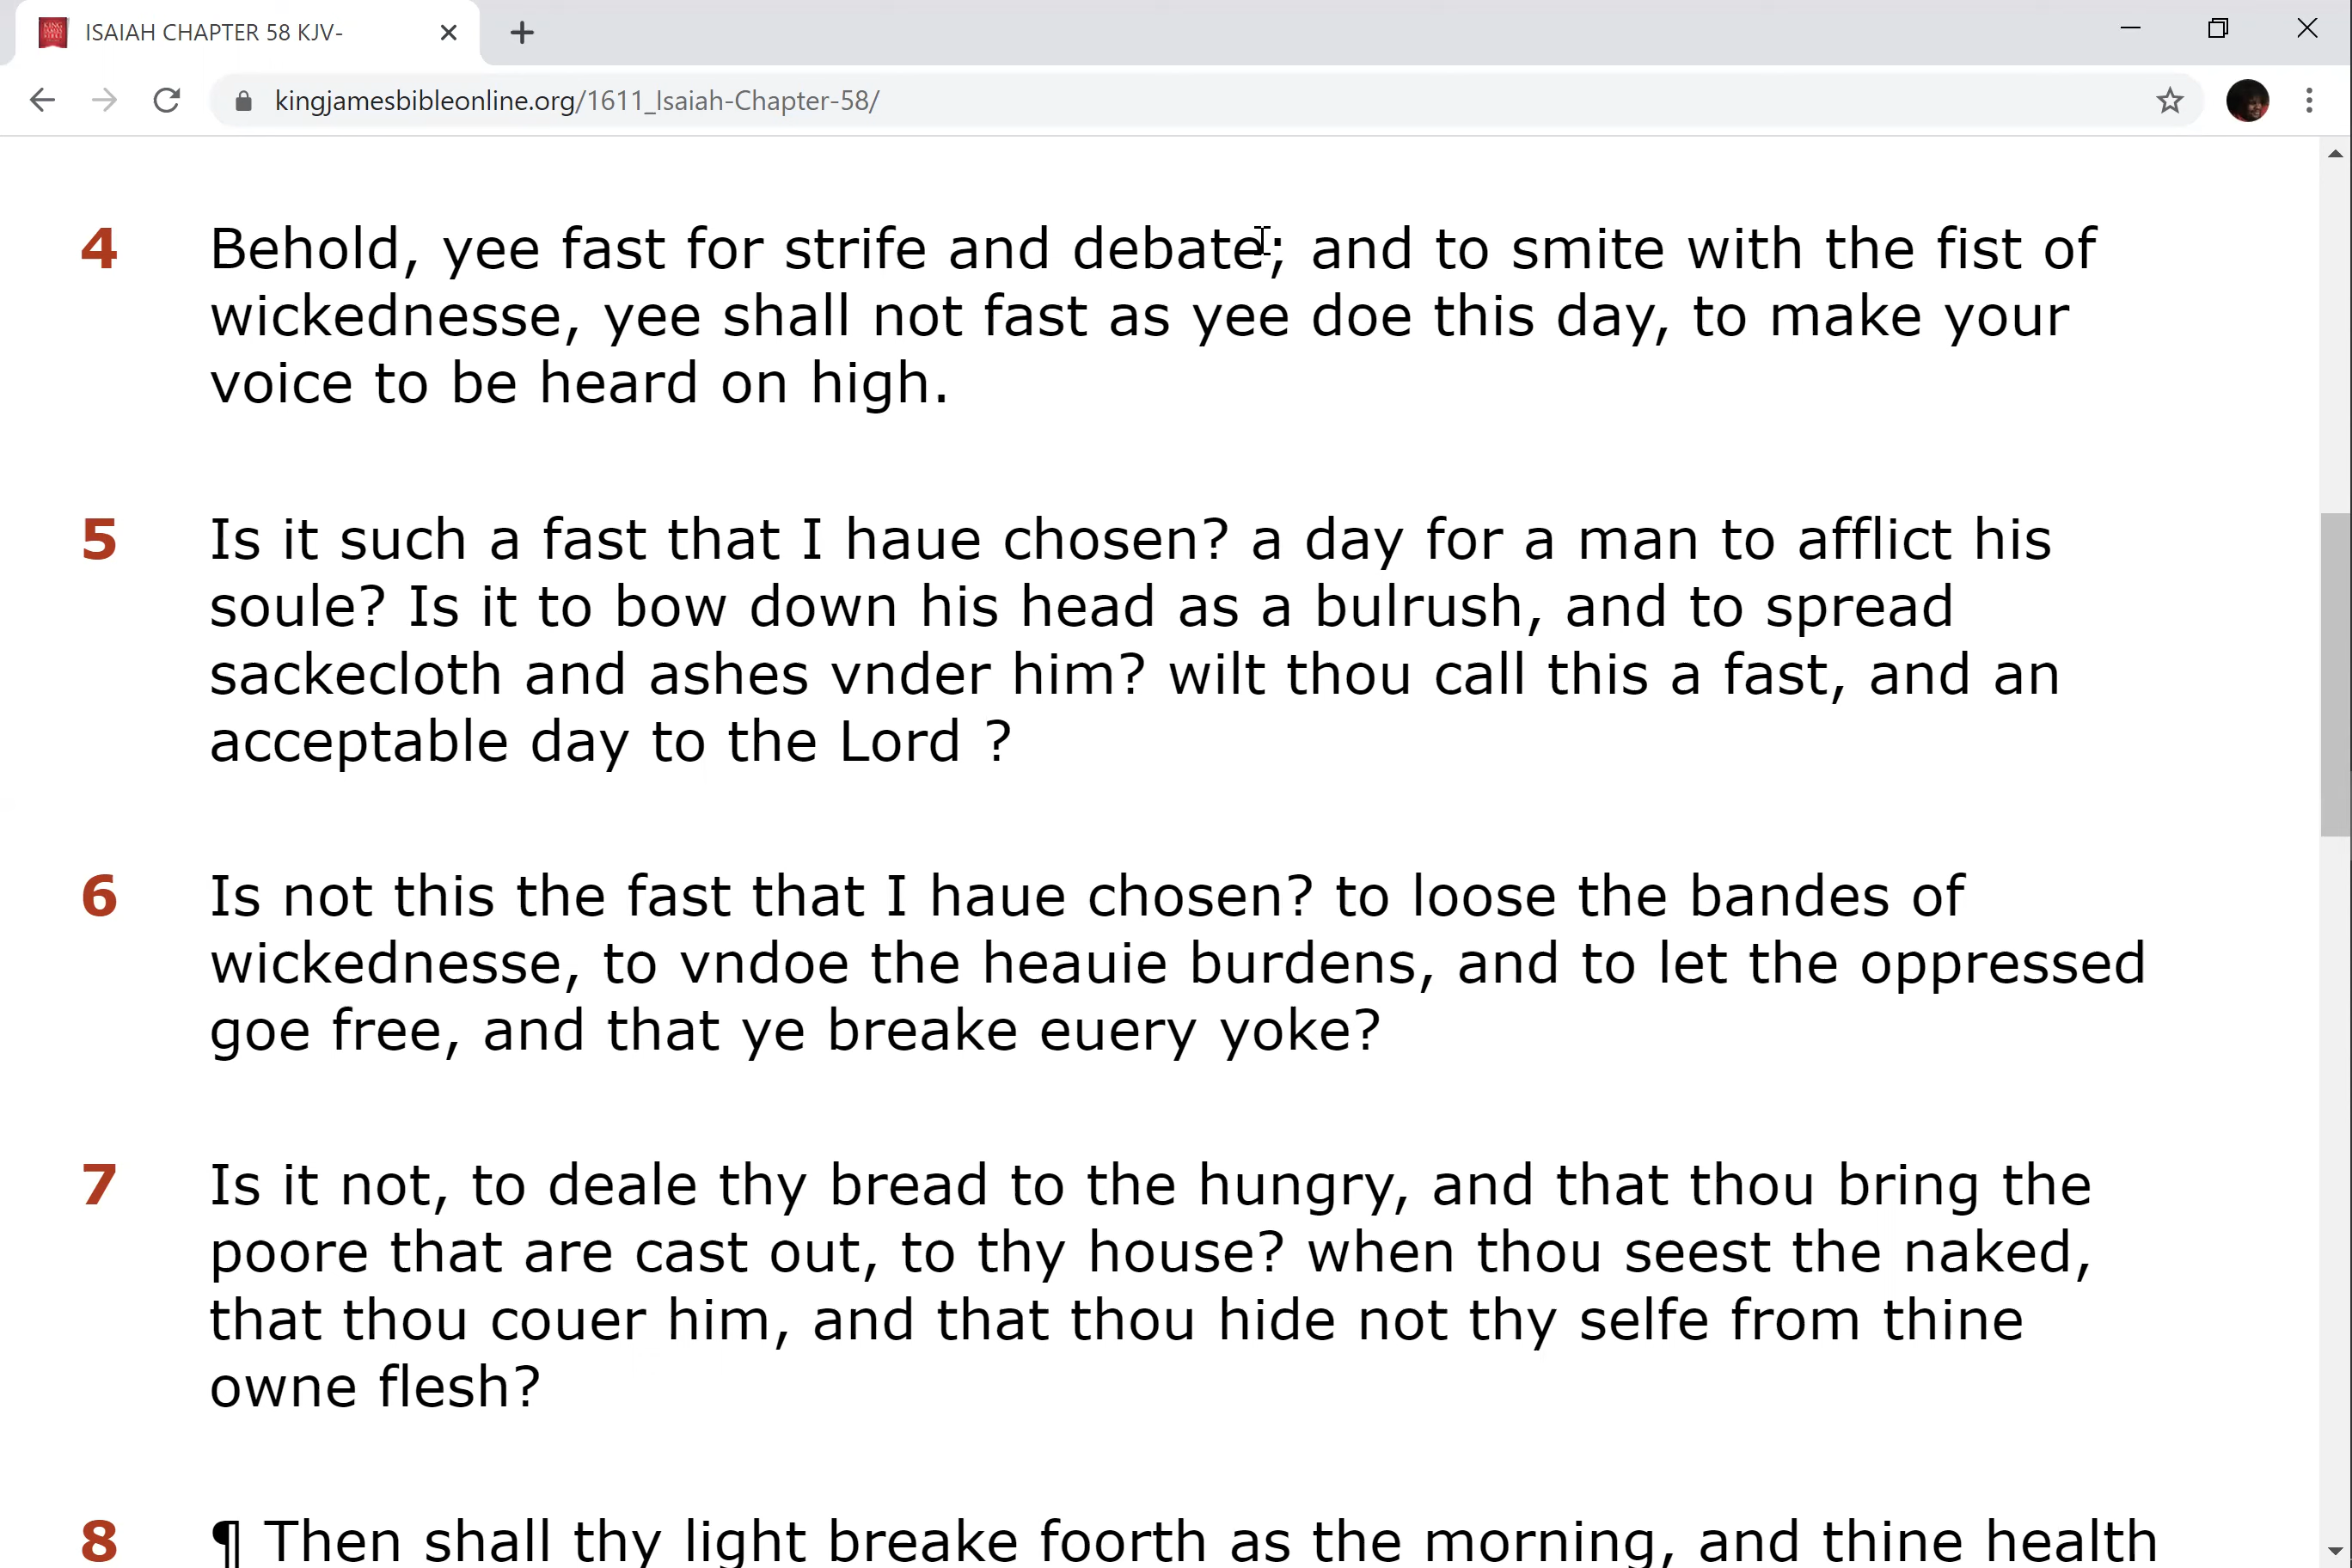 ISAIAH CHAPTER 58 KJV-
kingjamesbibleonline.org/1611_Isaiah-Chapter-58/
4 Behold, yee fast for strife and debate; and to smite with the fist of
wickednesse, yee shall not fast as yee doe this day, to make your
voice to be heard on high.
5 Is it such a fast that I haue chosen? a day for a man to afflict his
soule? Is it to bow down his head as a bulrush, and to spread
sackecloth and ashes vnder him? wilt thou call this a fast, and an
acceptable day to the Lord ?
6 Is not this the fast that I haue chosen? to loose the bandes of
wickednesse, to vndoe the heauie burdens, and to let the oppressed
goe free, and that ye breake euery yoke?
7 Is it not, to deale thy bread to the hungry, and that thou bring the
poore that are cast out, to thy house? when thou seest the naked,
that thou couer him, and that thou hide not thy selfe from thine
owne flesh?
8 ¶ Then shall thy light breake foorth as the morning, and thine health